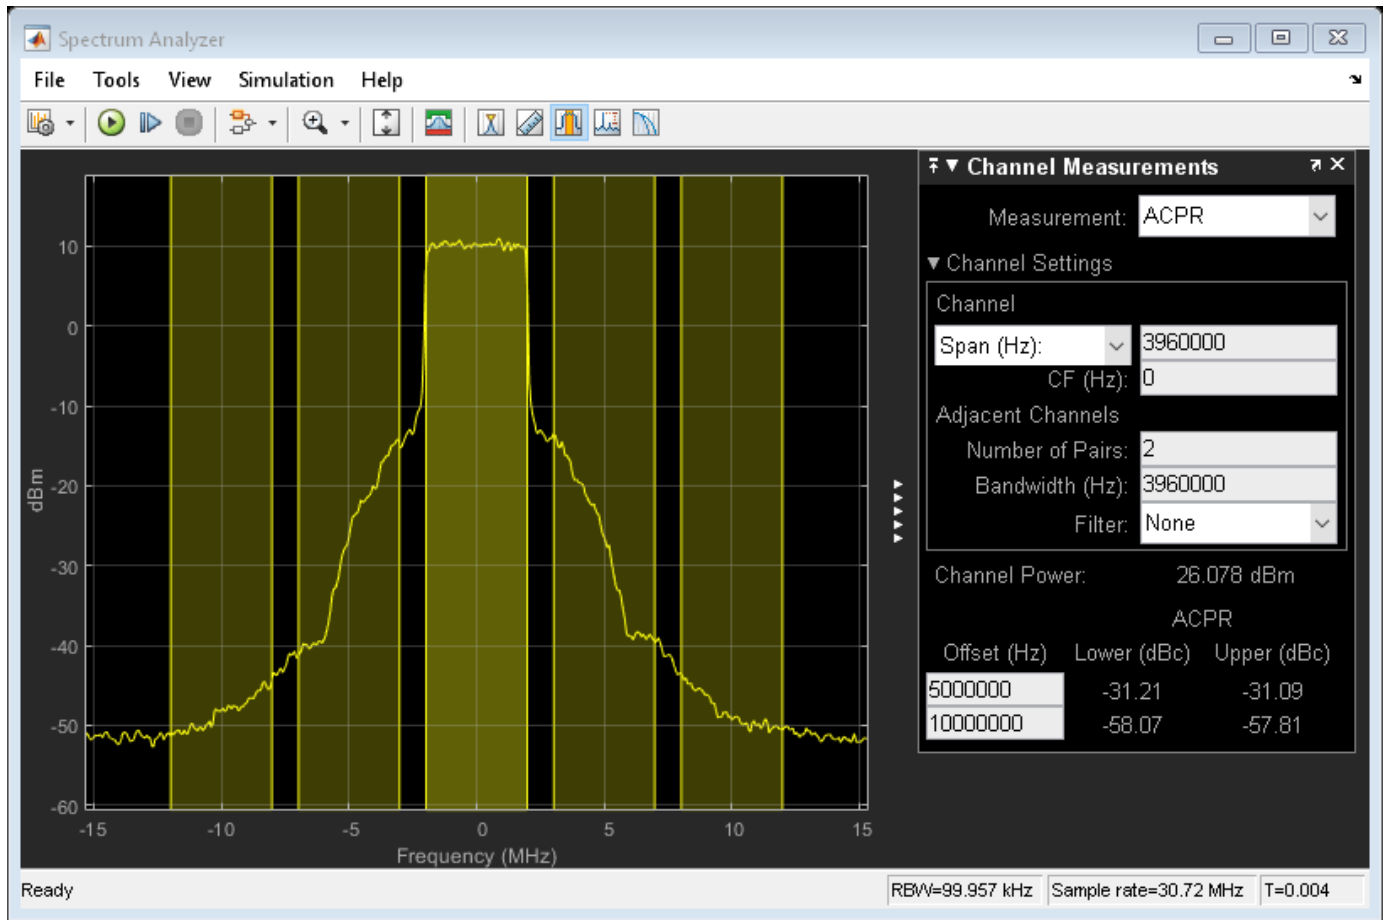 Spectrum Analyzer
File Tools View Simulation Help
Channel Measurements
Measurement: ACPR
Channel Settings
Channel
Span (Hz): 3960000
CF (Hz): 0
Adjacent Channels
Number of Pairs: 2
Bandwidth (Hz): 3960000
Filter: None
Channel Power: 26.078 dBm
ACPR
Offset (Hz) Lower (dBc) Upper (dBc)
5000000 -31.21 -31.09
10000000 -58.07 -57.81
10
0
-10
-20
-30
-40
-50
-60
dBm
-15 -10 -5 0 5 10 15
Frequency (MHz)
Ready
RBW=99.957 kHz Sample rate=30.72 MHz T=0.004